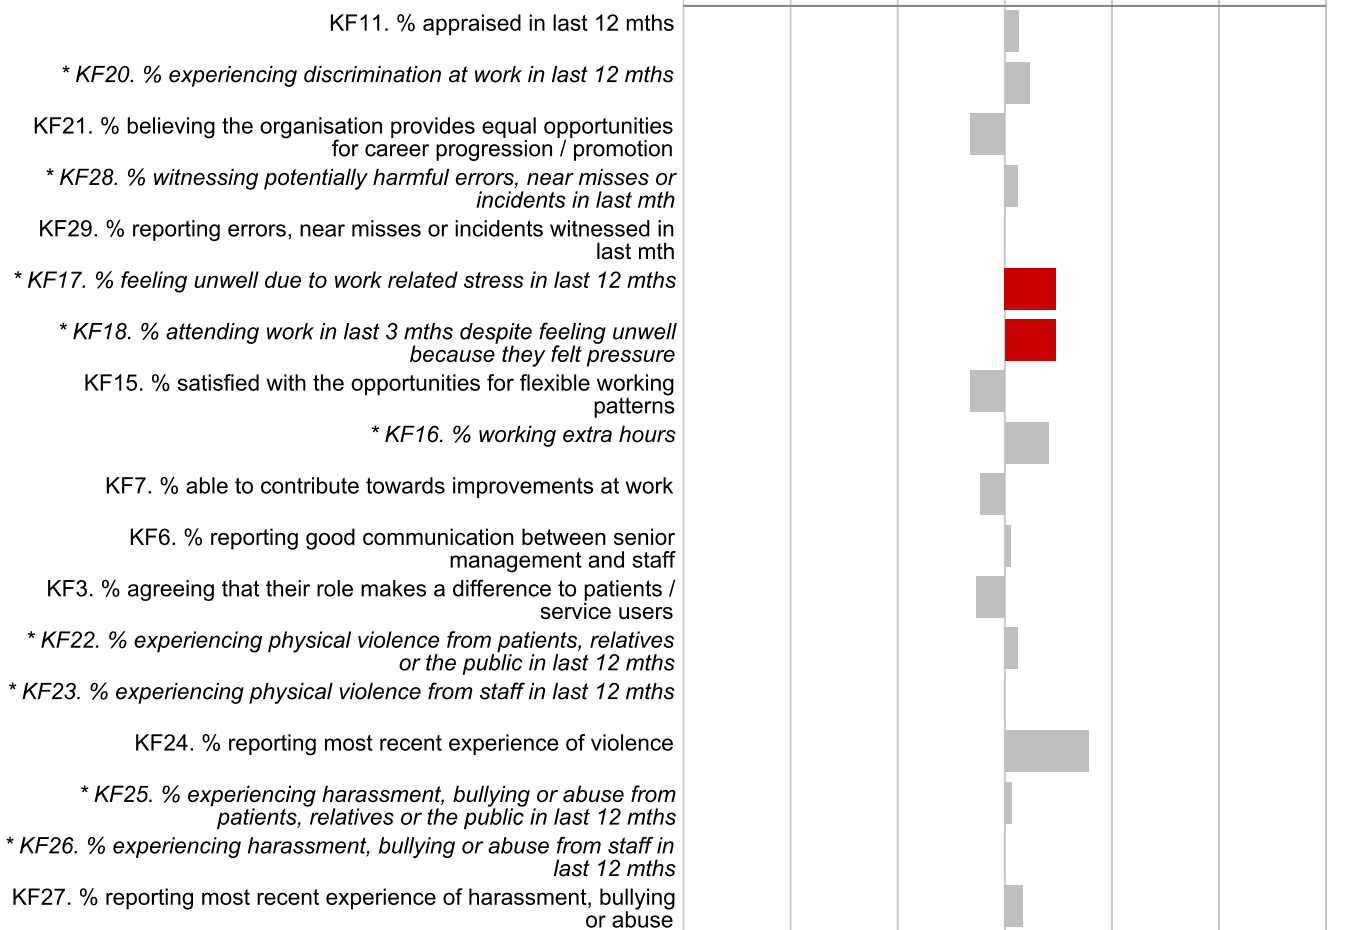 KF11. % appraised in last 12 mths
* KF20. % experiencing discrimination at work in last 12 mths
KF21. % believing the organisation provides equal opportunities
for career progression / promotion
* KF28. % witnessing potentially harmful errors, near misses or
incidents in last mth
KF29. % reporting errors, near misses or incidents witnessed in
last mth
* KF17. % feeling unwell due to work related stress in last 12 mths
* KF18. % attending work in last 3 mths despite feeling unwell
because they felt pressure
KF15. % satisfied with the opportunities for flexible working
patterns
* KF16. % working extra hours
KF7. % able to contribute towards improvements at work
KF6. % reporting good communication between senior
management and staff
KF3. % agreeing that their role makes a difference to patients /
service users
* KF22. % experiencing physical violence from patients, relatives
or the public in last 12 mths
* KF23. % experiencing physical violence from staff in last 12 mths
KF24. % reporting most recent experience of violence
* KF25. % experiencing harassment, bullying or abuse from
patients, relatives or the public in last 12 mths
* KF26. % experiencing harassment, bullying or abuse from staff in
last 12 mths
KF27. % reporting most recent experience of harassment, bullying
or abuse